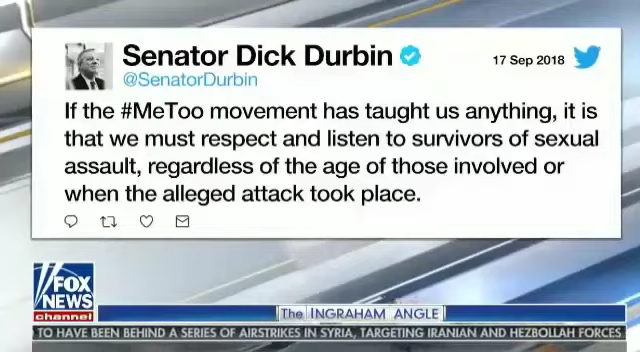 Senator Dick Durbin
17 Sep 2018
@SenatorDurbin
If the #MeToo movement has taught us anything, it is
that we must respect and listen to survivors of sexual
assault, regardless of the age of those involved or
when the alleged attack took place.
FOX
NEWS
channel
The INGRAHAM ANGLE
TO HAVE BEEN BEHIND A SERIES OF AIRSTRIKES IN SYRIA, TARGETING IRANIAN AND HEZBOLLAH FORCES